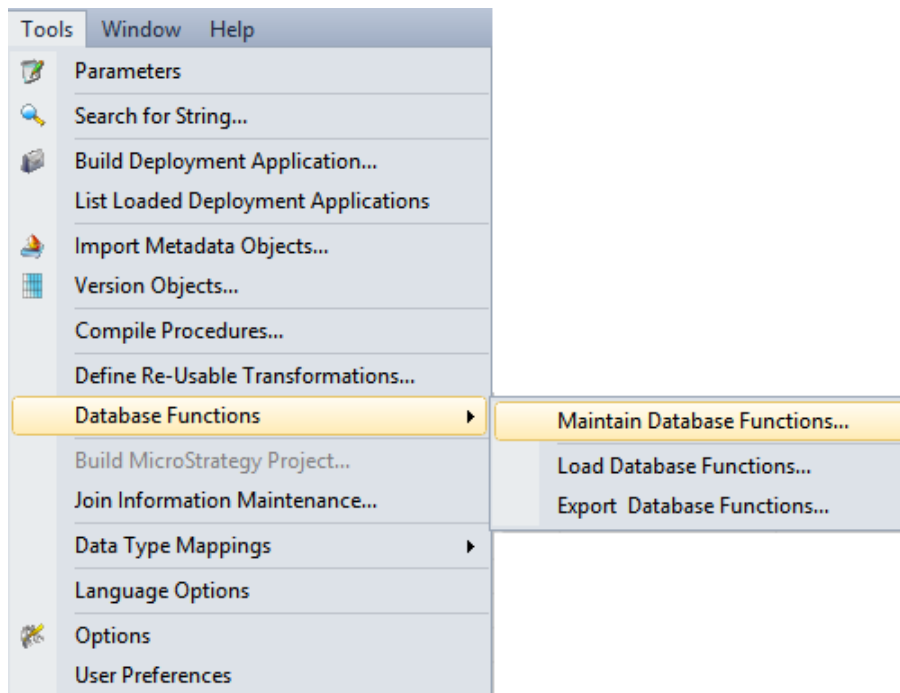 Tools Window Help
Parameters
Search for String...
Build Deployment Application...
List Loaded Deployment Applications
Import Metadata Objects...
Version Objects...
Compile Procedures...
Define Re-Usable Transformations...
Database Functions
Maintain Database Functions...
Load Database Functions...
Export Database Functions...
Build MicroStrategy Project...
Join Information Maintenance...
Data Type Mappings
Language Options
Options
User Preferences